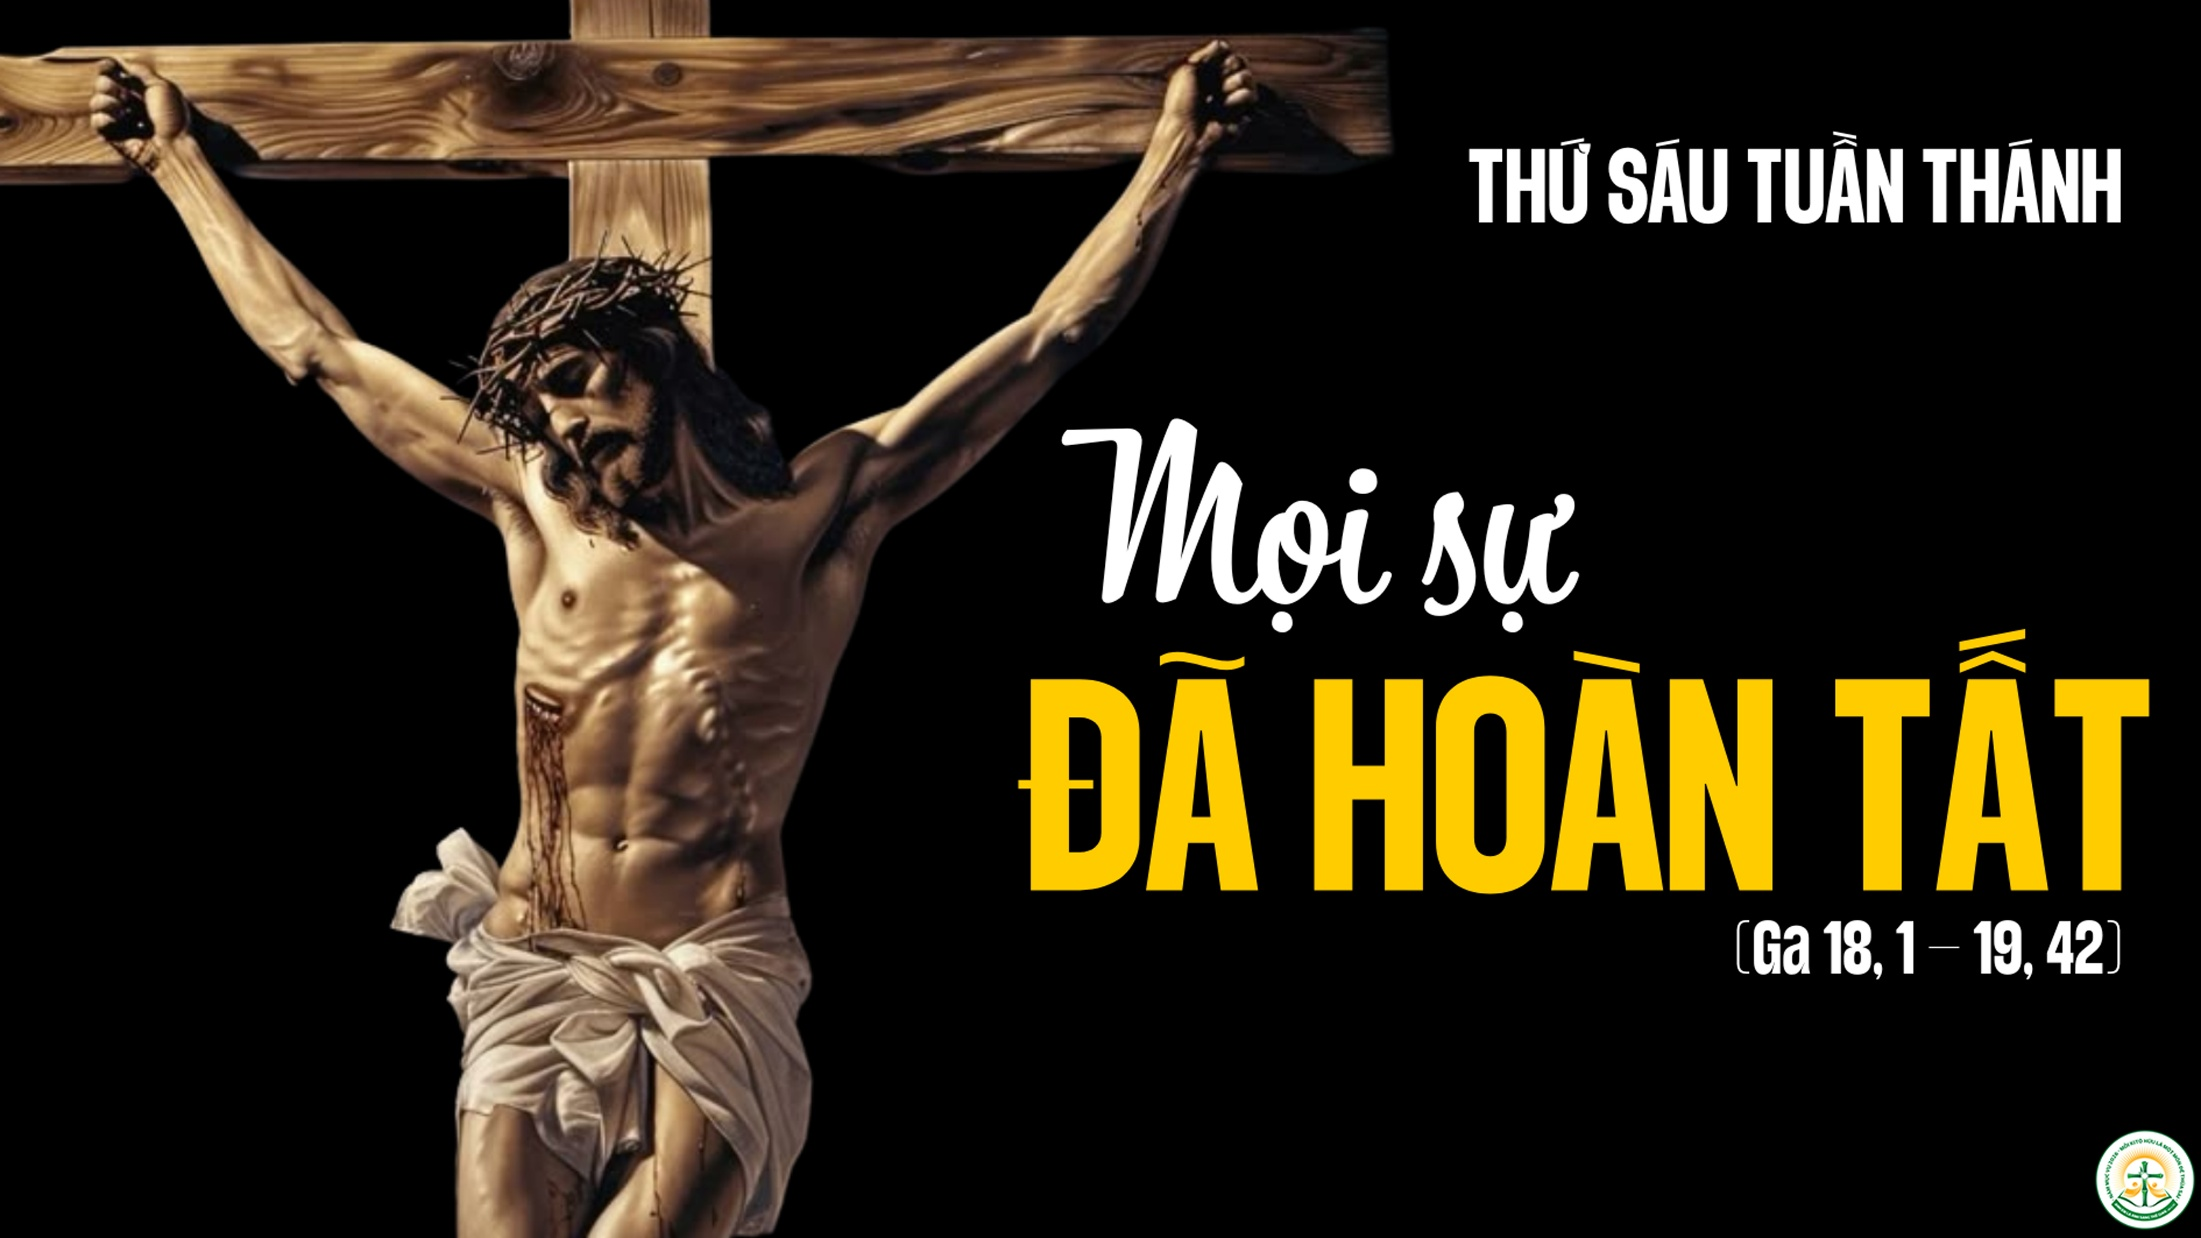 THỨ SÁU TUẦN THÁNH
Mọi sự
ĐÃ HOÀN TẤT
(Ga 18, 1 – 19, 42)